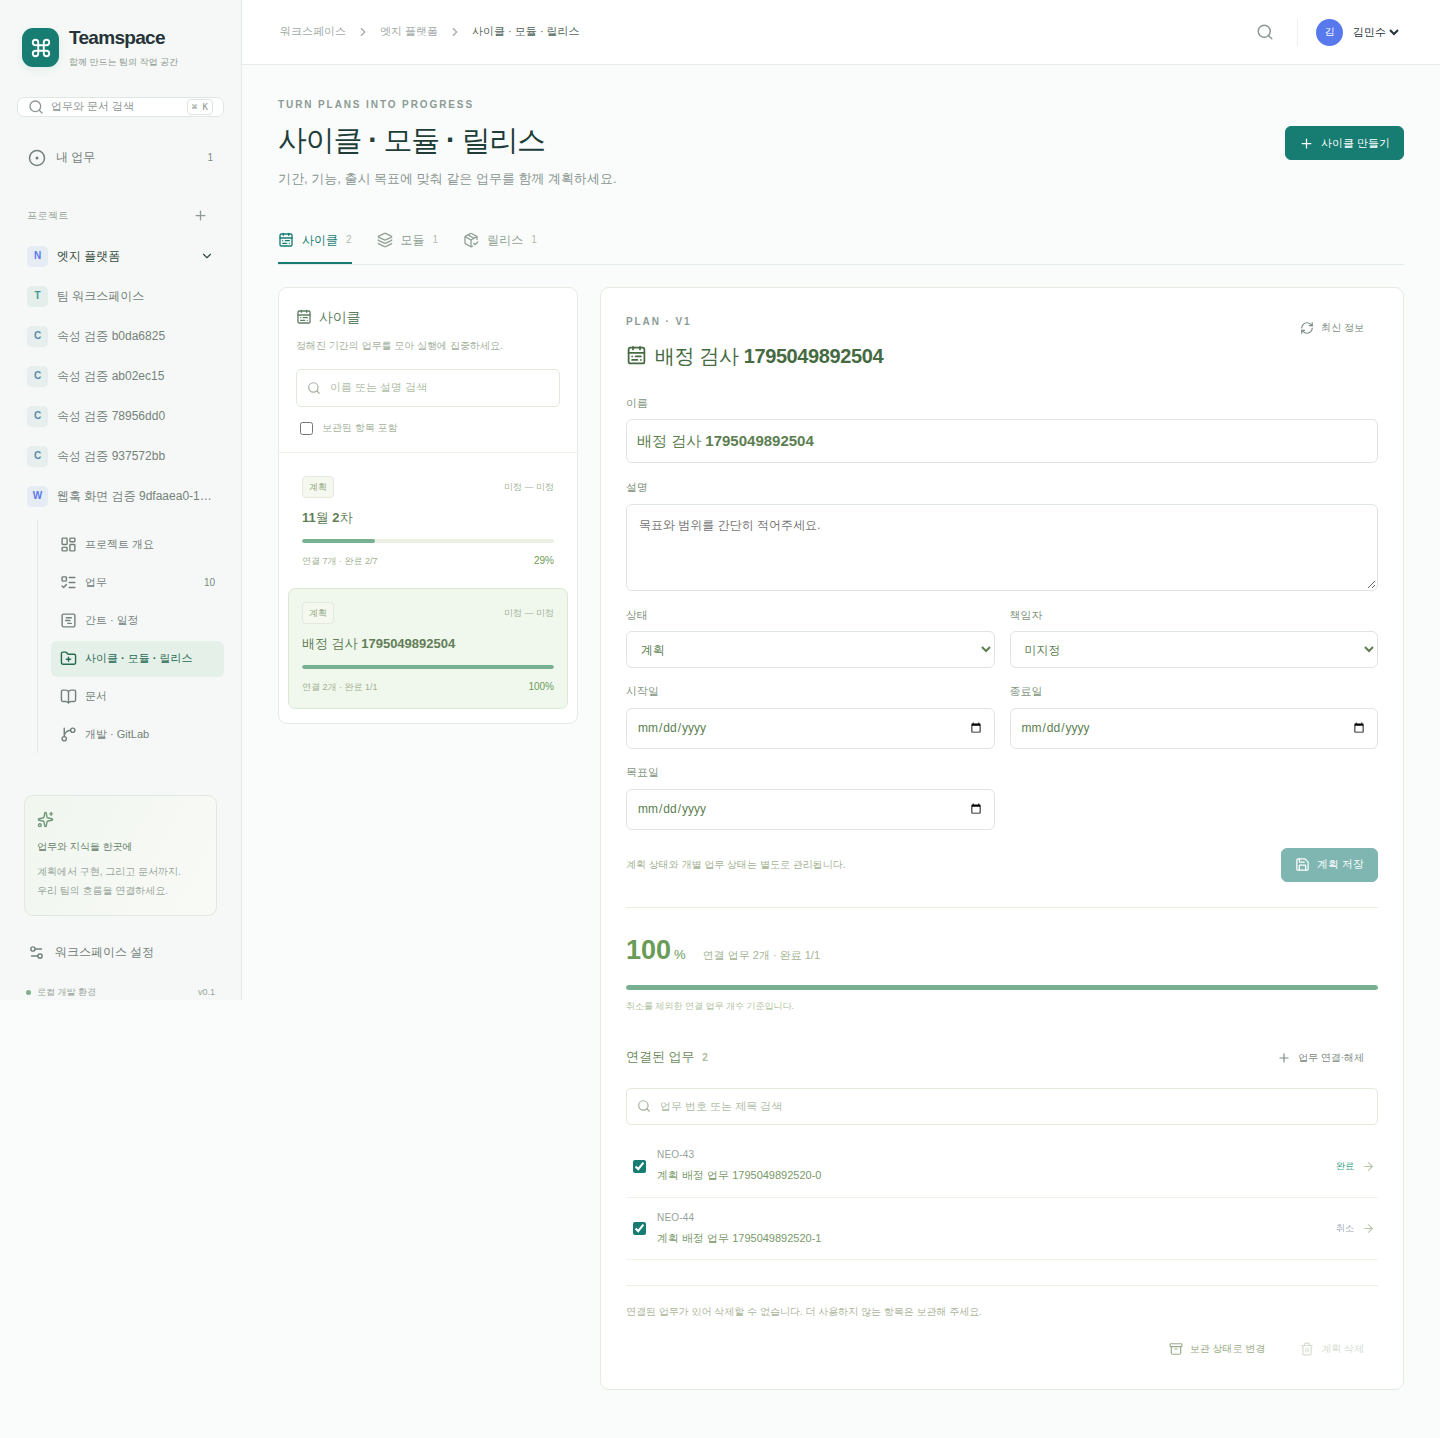 Teamspace
함께 만드는 팀의 작업 공간
업무와 문서 검색
⌘ K
내 업무
1
프로젝트
N
엣지 플랫폼
T
팀 워크스페이스
C
속성 검증 b0da6825
C
속성 검증 ab02ec15
C
속성 검증 78956dd0
C
속성 검증 937572bb
W
웹훅 화면 검증 9dfaaea0-1…
프로젝트 개요
업무
10
간트 · 일정
사이클 · 모듈 · 릴리스
문서
개발 · GitLab
업무와 지식을 한곳에
계획에서 구현, 그리고 문서까지.
우리 팀의 흐름을 연결하세요.
워크스페이스 설정
로컬 개발 환경
v0.1
워크스페이스
엣지 플랫폼
사이클 · 모듈 · 릴리스
김
김민수
TURN PLANS INTO PROGRESS
사이클 · 모듈 · 릴리스
기간, 기능, 출시 목표에 맞춰 같은 업무를 함께 계획하세요.
사이클 만들기
사이클 2
모듈 1
릴리스 1
사이클
정해진 기간의 업무를 모아 실행에 집중하세요.
이름 또는 설명 검색
보관된 항목 포함
계획
미정 — 미정
11월 2차
연결 7개 · 완료 2/7
29%
계획
미정 — 미정
배정 검사 1795049892504
연결 2개 · 완료 1/1
100%
PLAN · V1
최신 정보
배정 검사 1795049892504
이름
배정 검사 1795049892504
설명
목표와 범위를 간단히 적어주세요.
상태
책임자
계획
미지정
시작일
종료일
mm/dd/yyyy
mm/dd/yyyy
목표일
mm/dd/yyyy
계획 상태와 개별 업무 상태는 별도로 관리됩니다.
계획 저장
100 %
연결 업무 2개 · 완료 1/1
취소를 제외한 연결 업무 개수 기준입니다.
연결된 업무 2
업무 연결·해제
업무 번호 또는 제목 검색
NEO-43
계획 배정 업무 1795049892520-0
완료
NEO-44
계획 배정 업무 1795049892520-1
취소
연결된 업무가 있어 삭제할 수 없습니다. 더 사용하지 않는 항목은 보관해 주세요.
보관 상태로 변경
계획 삭제